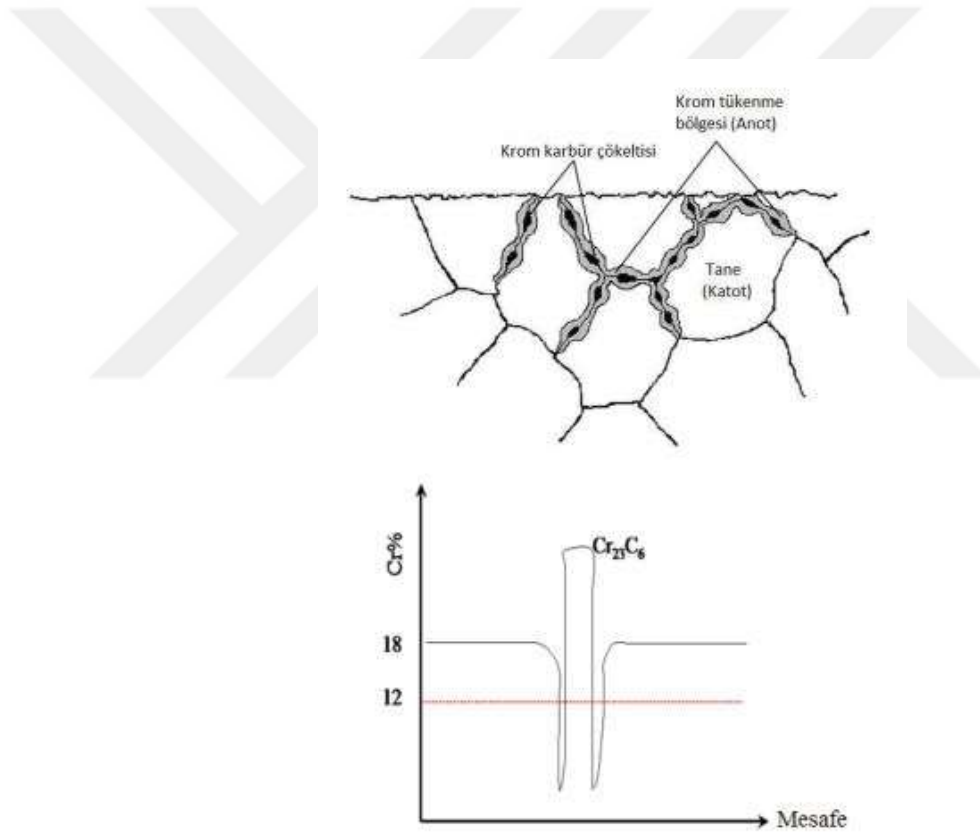 Krom tükenme
bölgesi (Anot)
Krom karbür çökeltisi
Tane
(Katot)
Cr%
Cr₂₃C₆
18
12
Mesafe